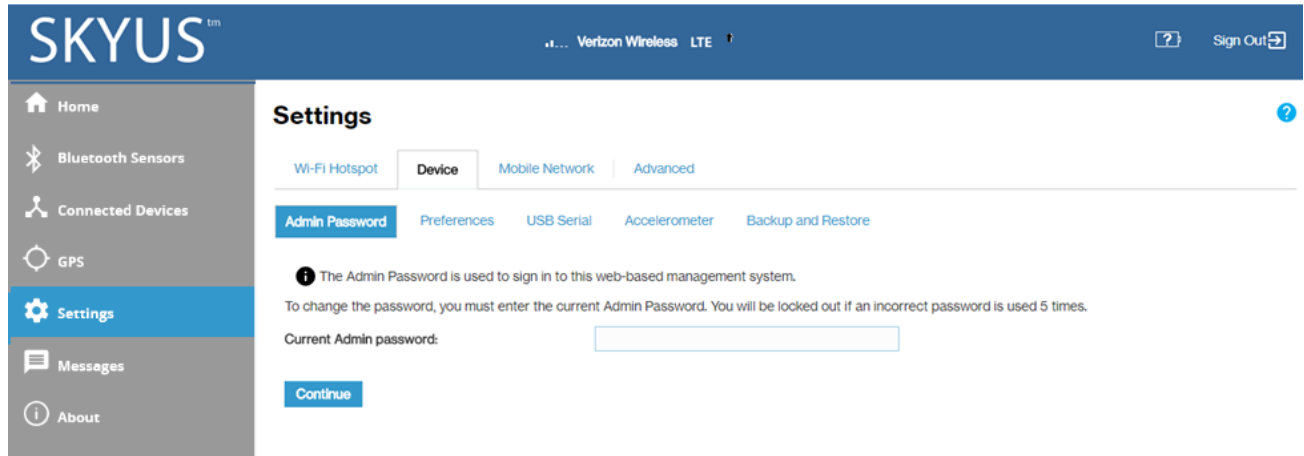 SKYUS™
Verizon Wireless LTE
? Sign Out
Home
Bluetooth Sensors
Connected Devices
GPS
Settings
Messages
About
Settings
?
Wi-Fi Hotspot Device Mobile Network Advanced
Admin Password Preferences USB Serial Accelerometer Backup and Restore
The Admin Password is used to sign in to this web-based management system.
To change the password, you must enter the current Admin Password. You will be locked out if an incorrect password is used 5 times.
Current Admin password:
Continue